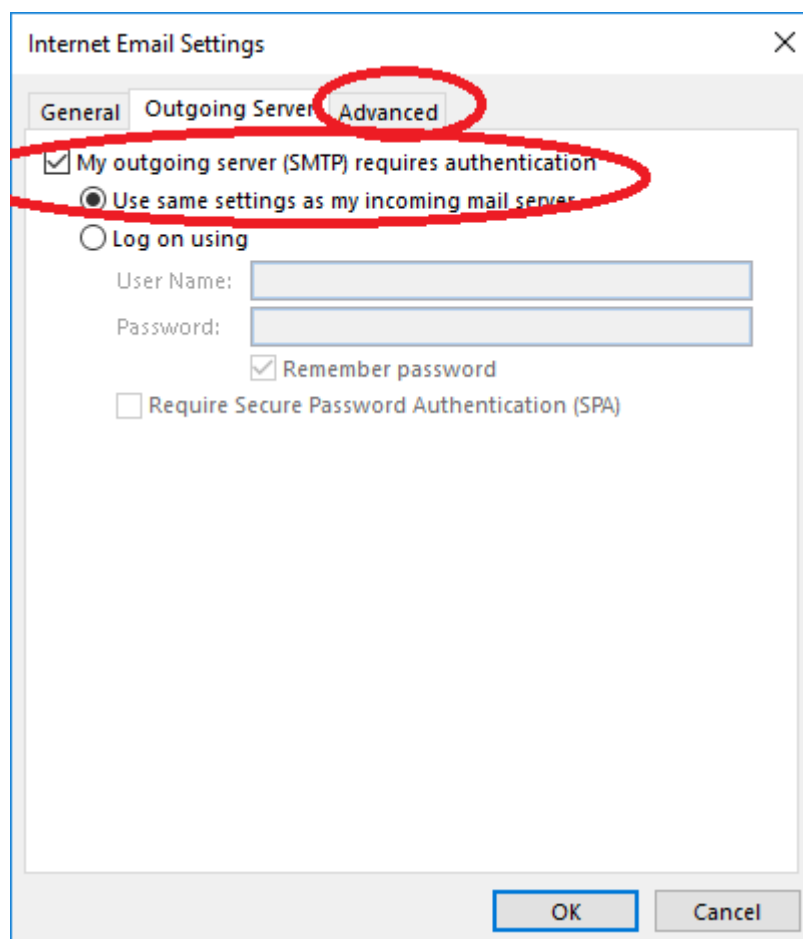 Internet Email Settings
General Outgoing Server Advanced
My outgoing server (SMTP) requires authentication
Use same settings as my incoming mail server
Log on using
User Name:
Password:
Remember password
Require Secure Password Authentication (SPA)
OK Cancel